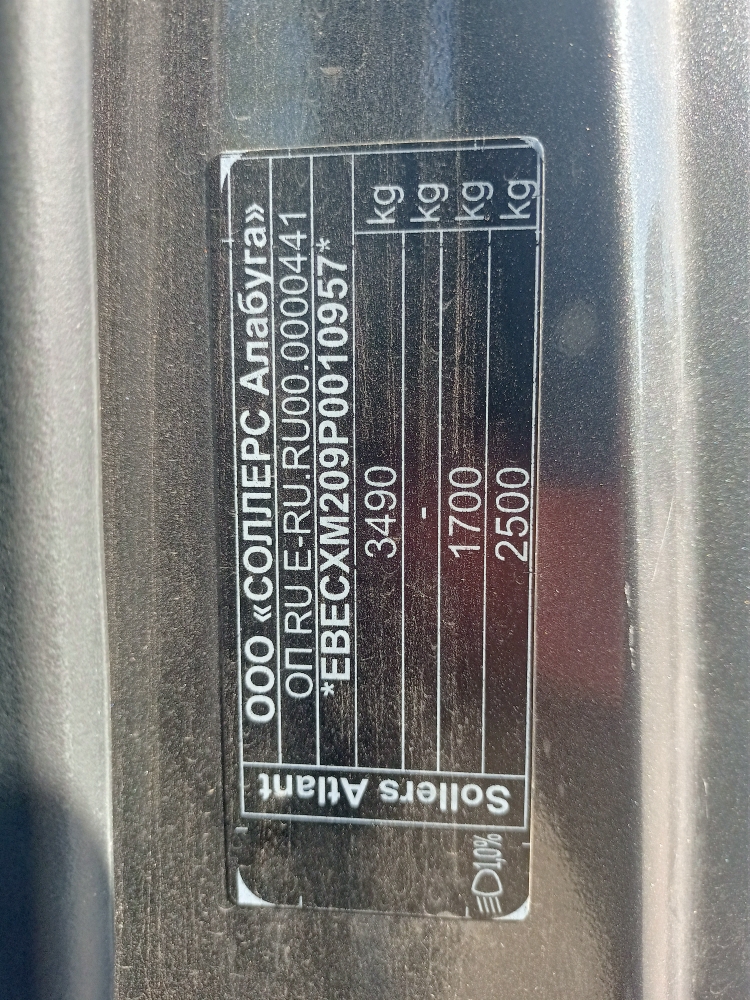 ООО «СОЛЛЕРС Алабуга»
ОП RU E-RU.RU00.0000441
*EBECXM209P0010957*
3490 kg
- kg
1700 kg
2500 kg
Sollers Atlant
1,0%